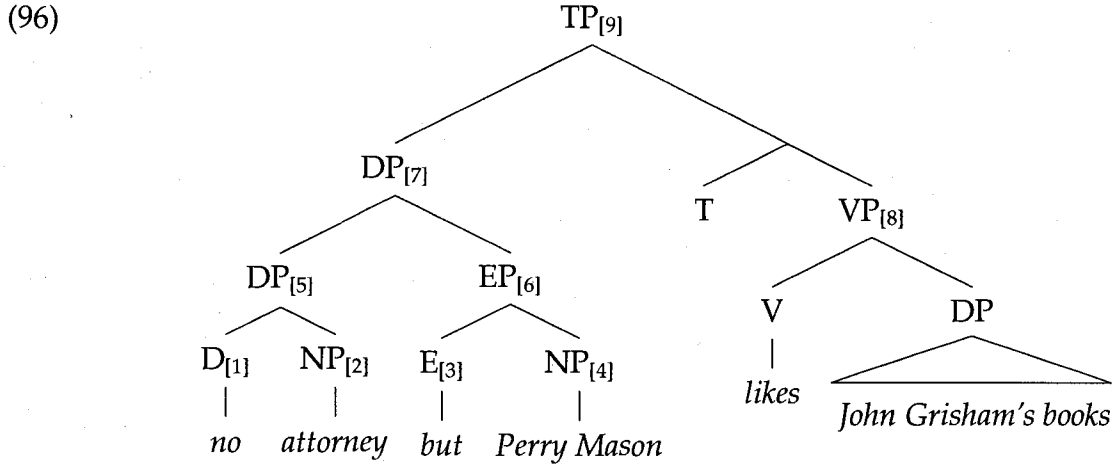 (96) TP[9]
DP[7]
T VP[8]
DP[5] EP[6] V DP
D[1] NP[2] E[3] NP[4] likes John Grisham's books
no attorney but Perry Mason